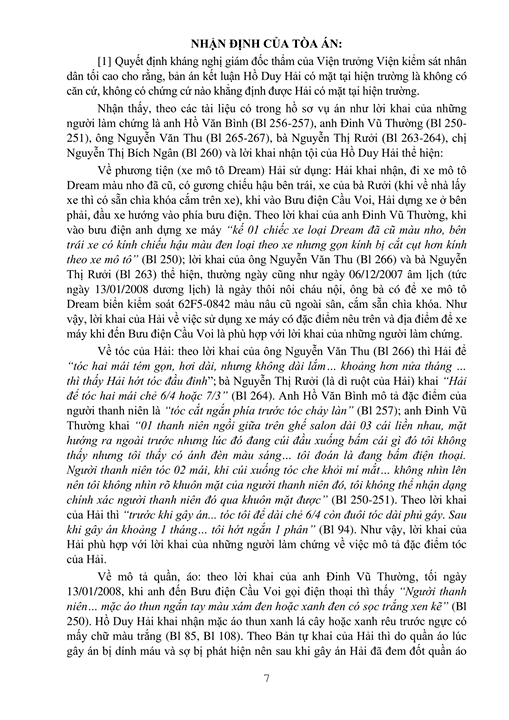 NHẬN ĐỊNH CỦA TÒA ÁN:
[1] Quyết định kháng nghị giám đốc thẩm của Viện trưởng Viện kiểm sát nhân
dân tối cao cho rằng, bản án kết luận Hồ Duy Hải có mặt tại hiện trường là không có
căn cứ, không có chứng cứ nào khẳng định được Hải có mặt tại hiện trường.
Nhận thấy, theo các tài liệu có trong hồ sơ vụ án như lời khai của những
người làm chứng là anh Hồ Văn Bình (Bl 256-257), anh Đinh Vũ Thường (Bl 250-
251), ông Nguyễn Văn Thu (Bl 265-267), bà Nguyễn Thị Rưởi (Bl 263-264), chị
Nguyễn Thị Bích Ngân (Bl 260) và lời khai nhận tội của Hồ Duy Hải thể hiện:
Về phương tiện (xe mô tô Dream) Hải sử dụng: Hải khai nhận, đi xe mô tô
Dream màu nho đã cũ, có gương chiếu hậu bên trái, xe của bà Rưởi (khi về nhà lấy
xe thì có sẵn chìa khóa cắm trên xe), khi vào Bưu điện Cầu Voi, Hải dựng xe ở bên
phải, đầu xe hướng vào phía bưu điện. Theo lời khai của anh Đinh Vũ Thường, khi
vào bưu điện anh dựng xe máy “kế 01 chiếc xe loại Dream đã cũ màu nho, bên
trái xe có kính chiếu hậu màu đen loại theo xe nhưng gọn kính bị cắt cụt hơn kính
theo xe mô tô” (Bl 250); lời khai của ông Nguyễn Văn Thu (Bl 266) và bà Nguyễn
Thị Rưởi (Bl 263) thể hiện, thường ngày cũng như ngày 06/12/2007 âm lịch (tức
ngày 13/01/2008 dương lịch) là ngày thôi nôi cháu nội, ông bà có để xe mô tô
Dream biển kiểm soát 62F5-0842 màu nâu cũ ngoài sân, cắm sẵn chìa khóa. Như
vậy, lời khai của Hải về việc sử dụng xe máy có đặc điểm nêu trên và địa điểm để xe
máy khi đến Bưu điện Cầu Voi là phù hợp với lời khai của những người làm chứng.
Về tóc của Hải: theo lời khai của ông Nguyễn Văn Thu (Bl 266) thì Hải để
“tóc hai mái tém gọn, hơi dài, nhưng không dài lắm… khoảng hơn nửa tháng …
thì thấy Hải hớt tóc đầu đinh”; bà Nguyễn Thị Rưởi (là dì ruột của Hải) khai “Hải
để tóc hai mái chẻ 6/4 hoặc 7/3” (Bl 264). Anh Hồ Văn Bình mô tả đặc điểm của
người thanh niên là “tóc cắt ngắn phía trước tóc chảy làn” (Bl 257); anh Đinh Vũ
Thường khai “01 thanh niên ngồi giữa trên ghế salon dài 03 cái liền nhau, mặt
hướng ra ngoài trước nhưng lúc đó đang cúi đầu xuống bấm cái gì đó tôi không
thấy nhưng tôi thấy có ánh đèn màu sáng… tôi đoán là đang bấm điện thoại.
Người thanh niên tóc 02 mái, khi cúi xuống tóc che khỏi mí mắt… không nhìn lên
nên tôi không nhìn rõ khuôn mặt của người thanh niên đó, tôi không thể nhận dạng
chính xác người thanh niên đó qua khuôn mặt được” (Bl 250-251). Theo lời khai
của Hải thì “trước khi gây án... tóc tôi để dài chẻ 6/4 còn đuôi tóc dài phủ gáy. Sau
khi gây án khoảng 1 tháng… tôi hớt ngắn 1 phân” (Bl 94). Như vậy, lời khai của
Hải phù hợp với lời khai của những người làm chứng về việc mô tả đặc điểm tóc
của Hải.
Về mô tả quần, áo: theo lời khai của anh Đinh Vũ Thường, tối ngày
13/01/2008, khi anh đến Bưu điện Cầu Voi gọi điện thoại thì thấy “Người thanh
niên… mặc áo thun ngắn tay màu xám đen hoặc xanh đen có sọc trắng xen kẽ” (Bl
250). Hồ Duy Hải khai nhận mặc áo thun xanh lá cây hoặc xanh rêu trước ngực có
mấy chữ màu trắng (Bl 85, Bl 108). Theo Bản tự khai của Hải thì do quần áo lúc
gây án bị dính máu và sợ bị phát hiện nên sau khi gây án Hải đã đem đốt quần áo
7